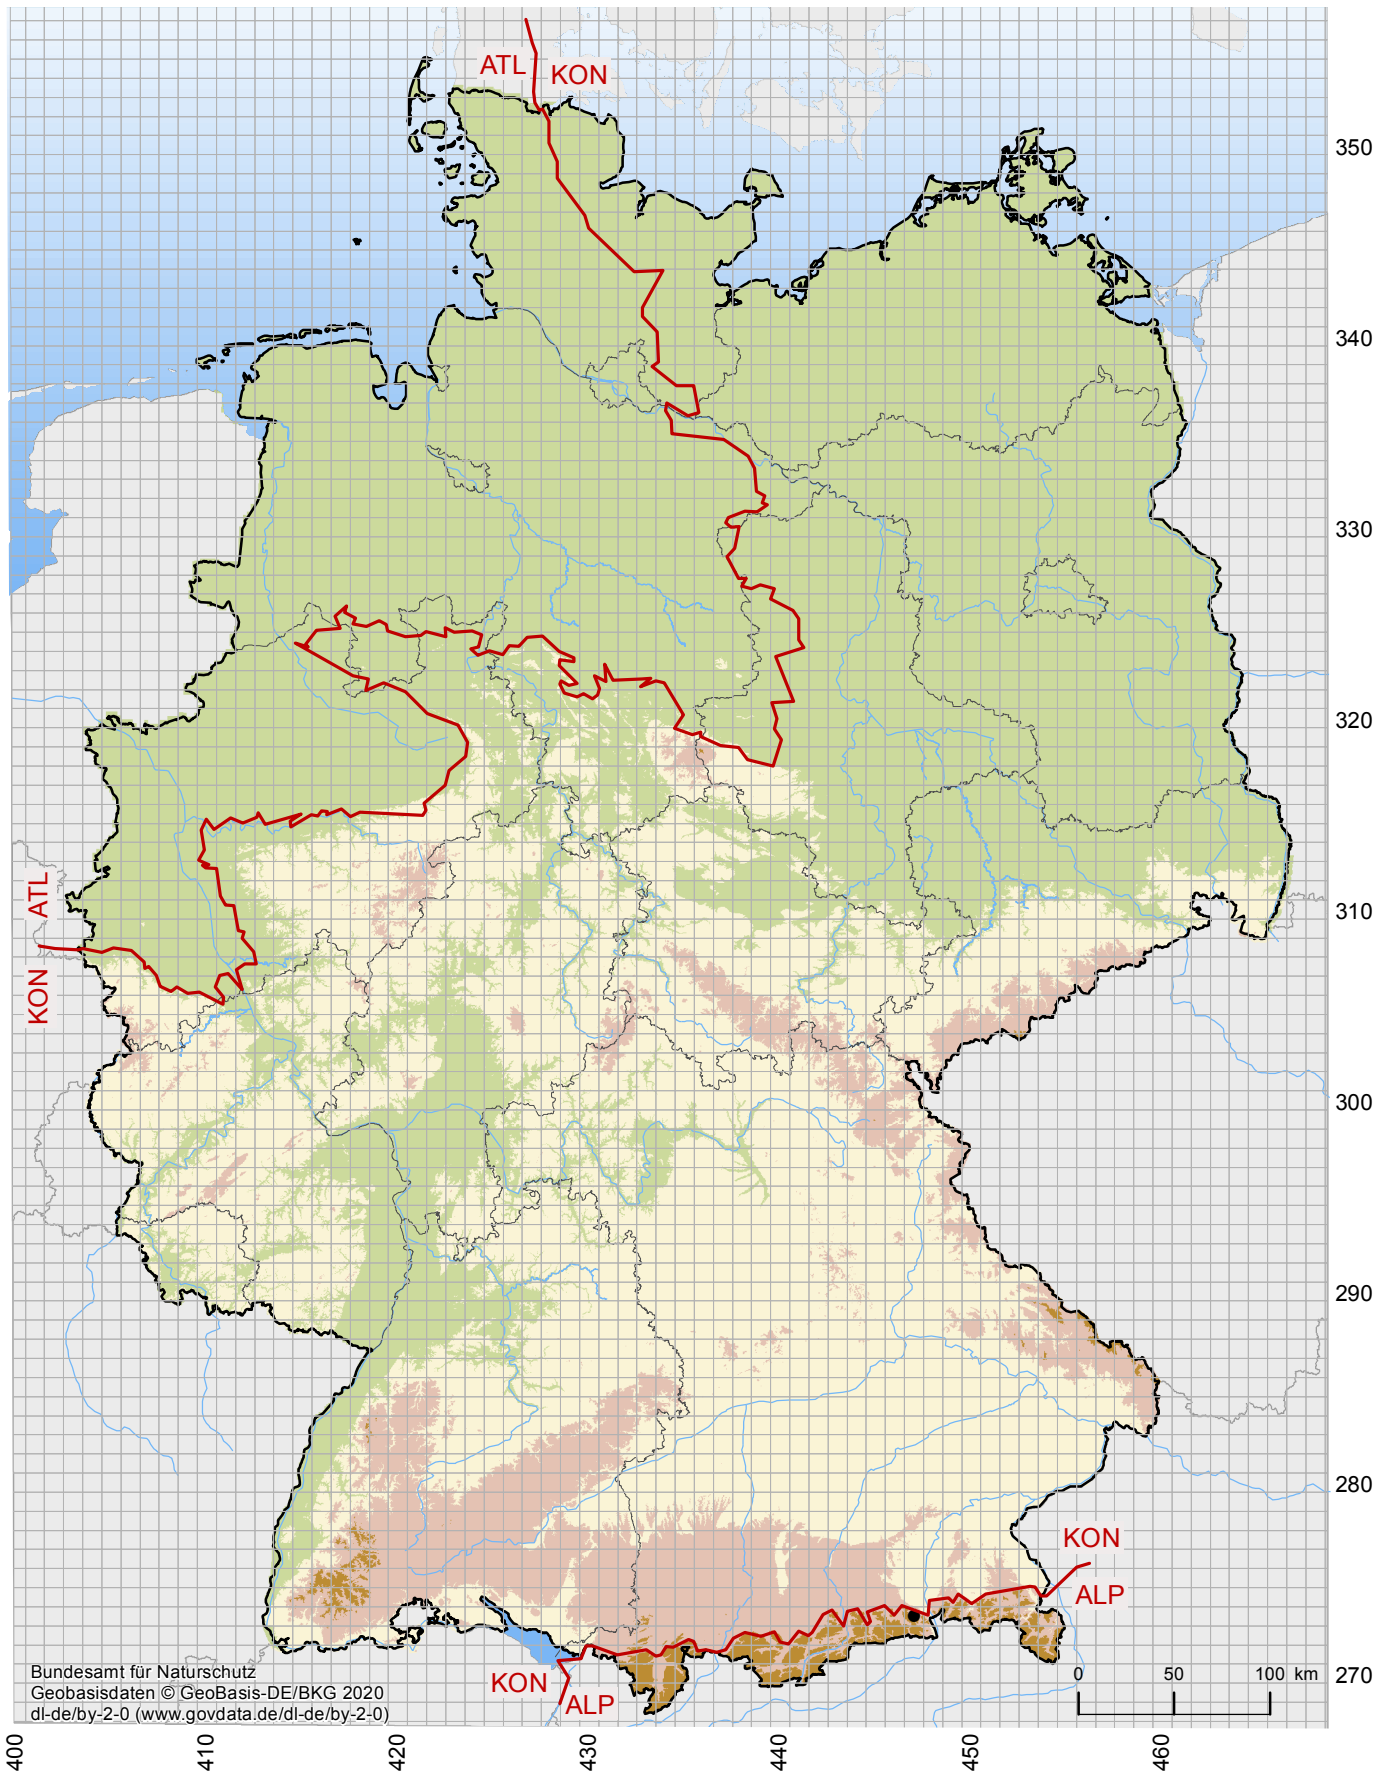 ATL
KON
350
340
330
320
ATL
KON
310
300
290
280
KON
ALP
KON
ALP
270
0 50 100 km
Bundesamt für Naturschutz
Geobasisdaten © GeoBasis-DE/BKG 2020
dl-de/by-2-0 (www.govdata.de/dl-de/by-2-0)
400 410 420 430 440 450 460